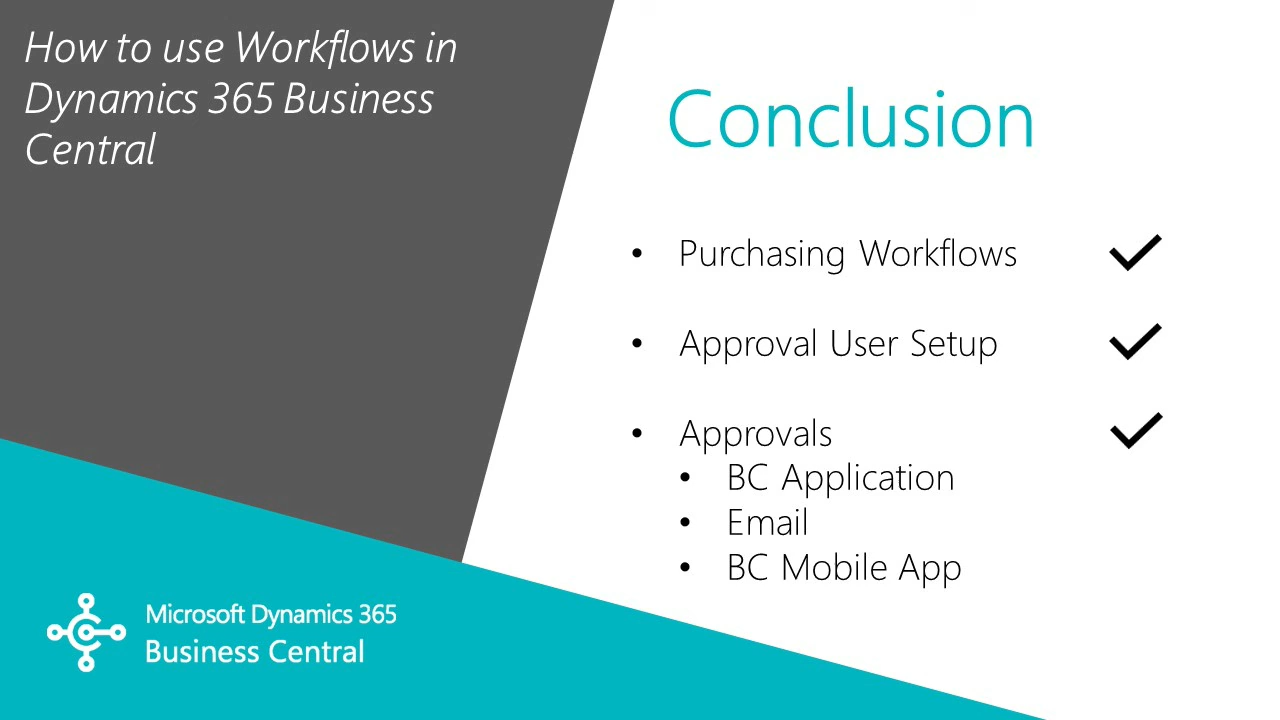 How to use Workflows in
Dynamics 365 Business
Central
Conclusion
• Purchasing Workflows
• Approval User Setup
• Approvals
• BC Application
• Email
• BC Mobile App
Microsoft Dynamics 365
Business Central